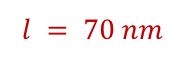 l = 70 nm